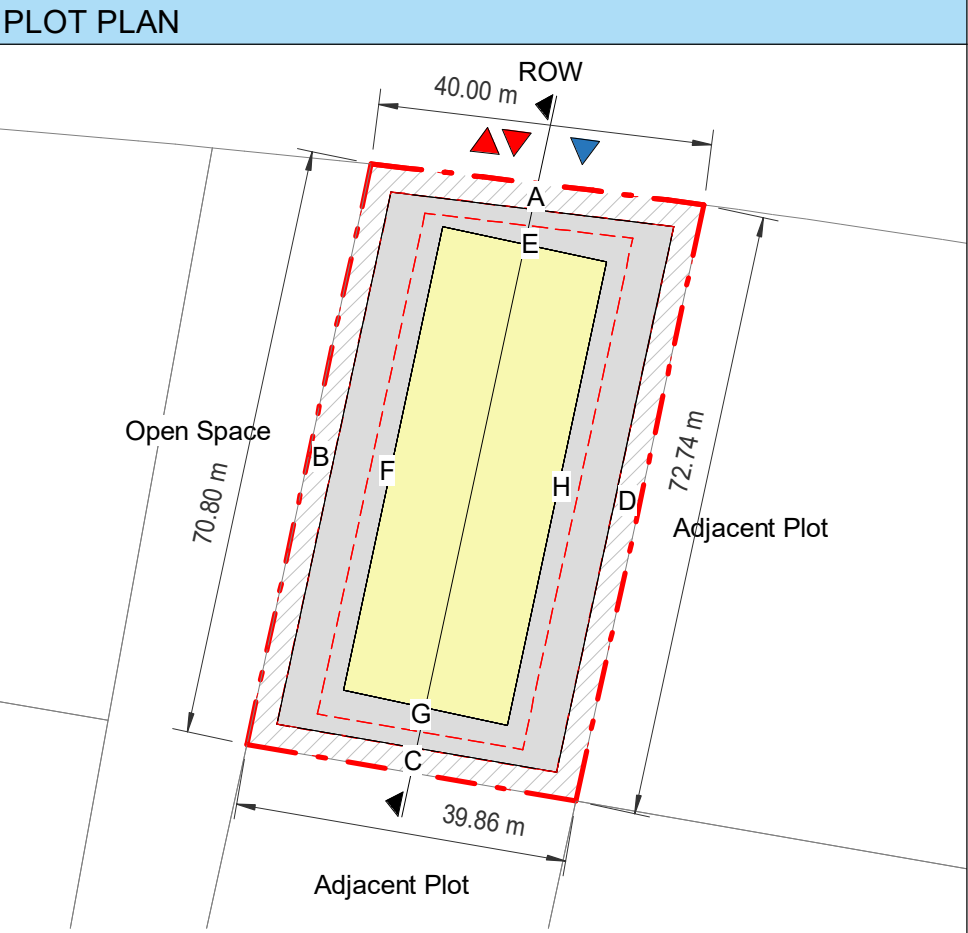 PLOT PLAN
ROW
40.00 m
A
E
Open Space
B
F
H
D
70.80 m
72.74 m
Adjacent Plot
G
C
39.86 m
Adjacent Plot